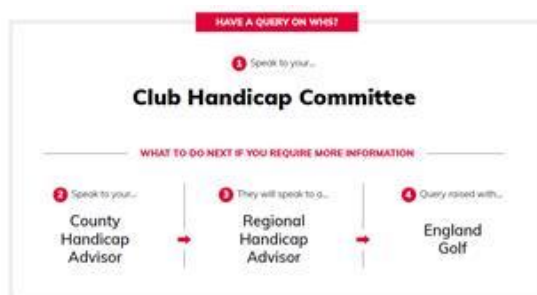 HAVE A QUERY ON WHS?
1 Speak to your...
Club Handicap Committee
WHAT TO DO NEXT IF YOU REQUIRE MORE INFORMATION
2 Speak to your...
County
Handicap
Advisor
3 They will speak to a...
Regional
Handicap
Advisor
4 Query raised with...
England
Golf